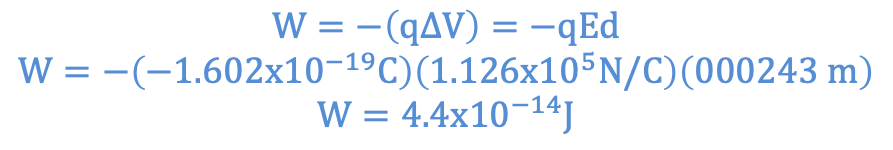 W = −(qΔV) = −qEd
W = −(−1.602x10⁻¹⁹C)(1.126x10⁵N/C)(000243 m)
W = 4.4x10⁻¹⁴J